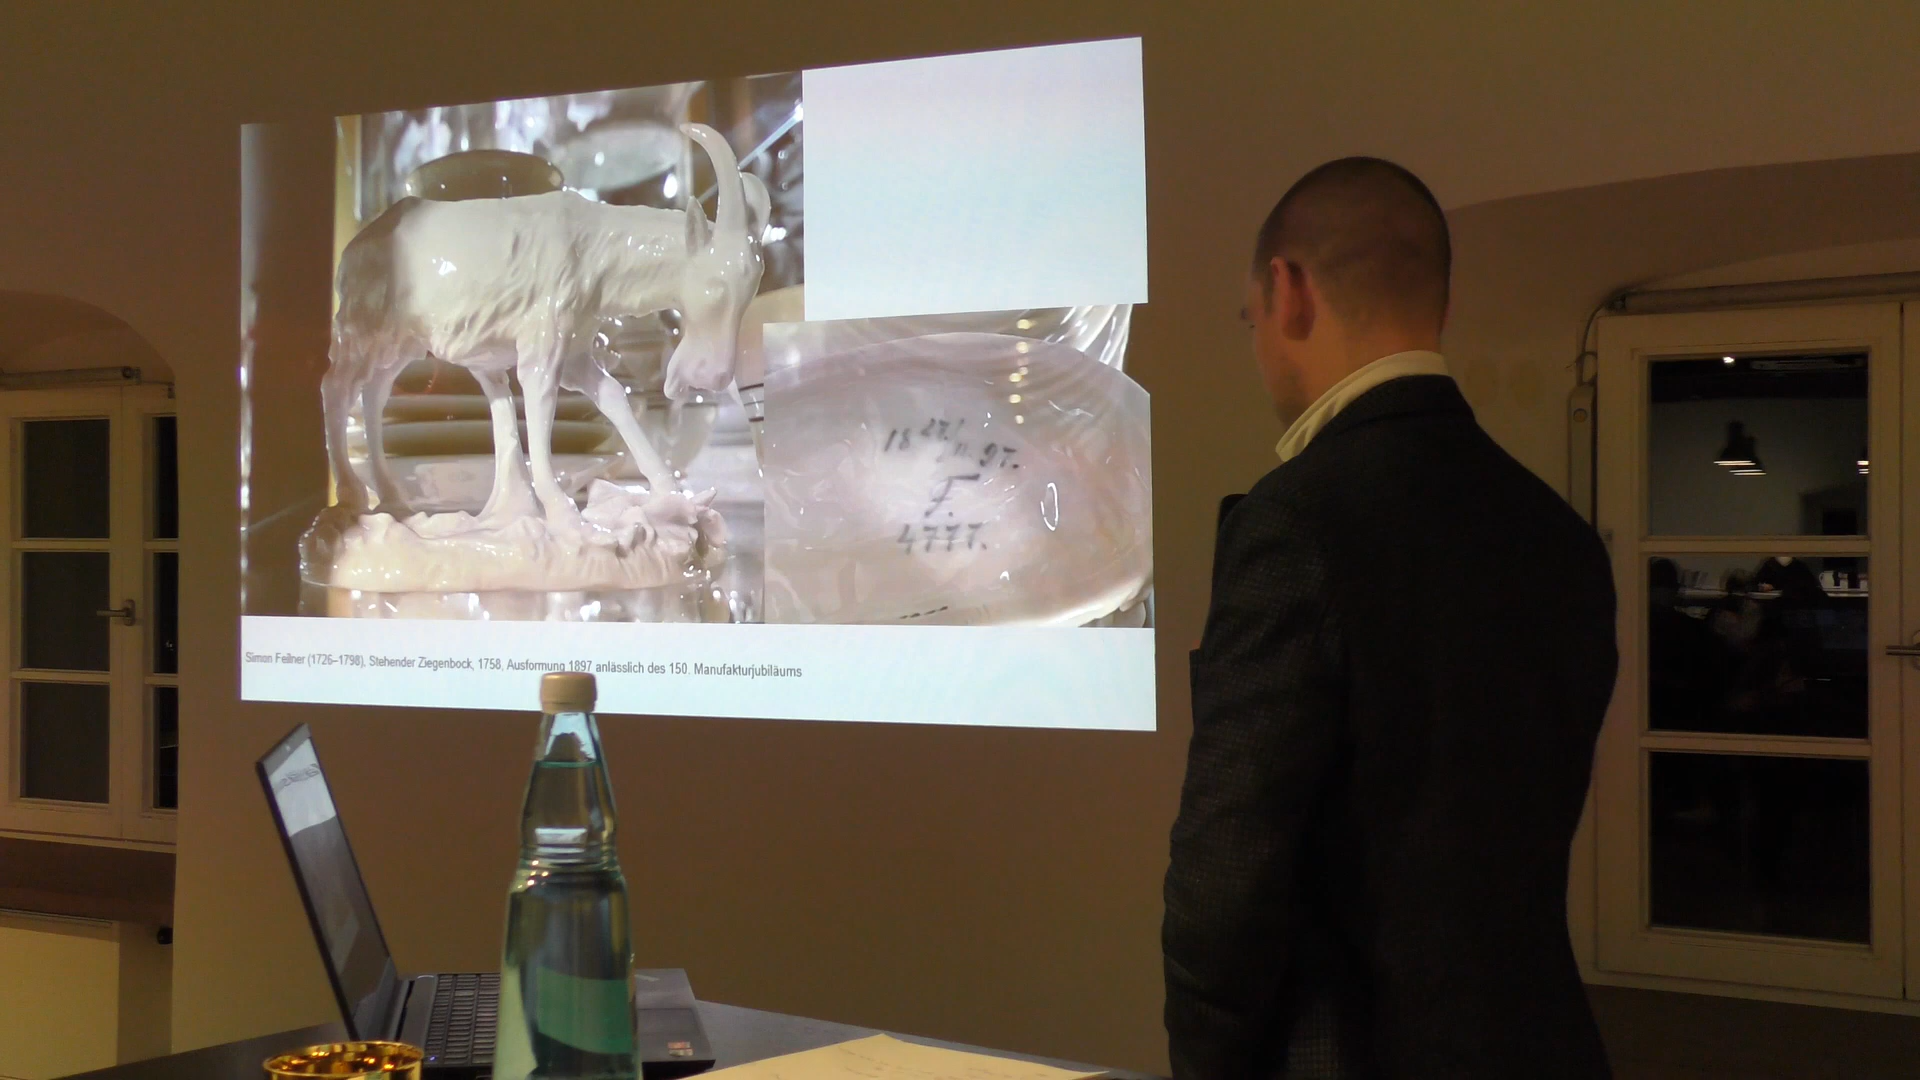 18 27/11. 97.
F.
4777.
Simon Feilner (1726–1798), Stehender Ziegenbock, 1758, Ausformung 1897 anlässlich des 150. Manufakturjubiläums